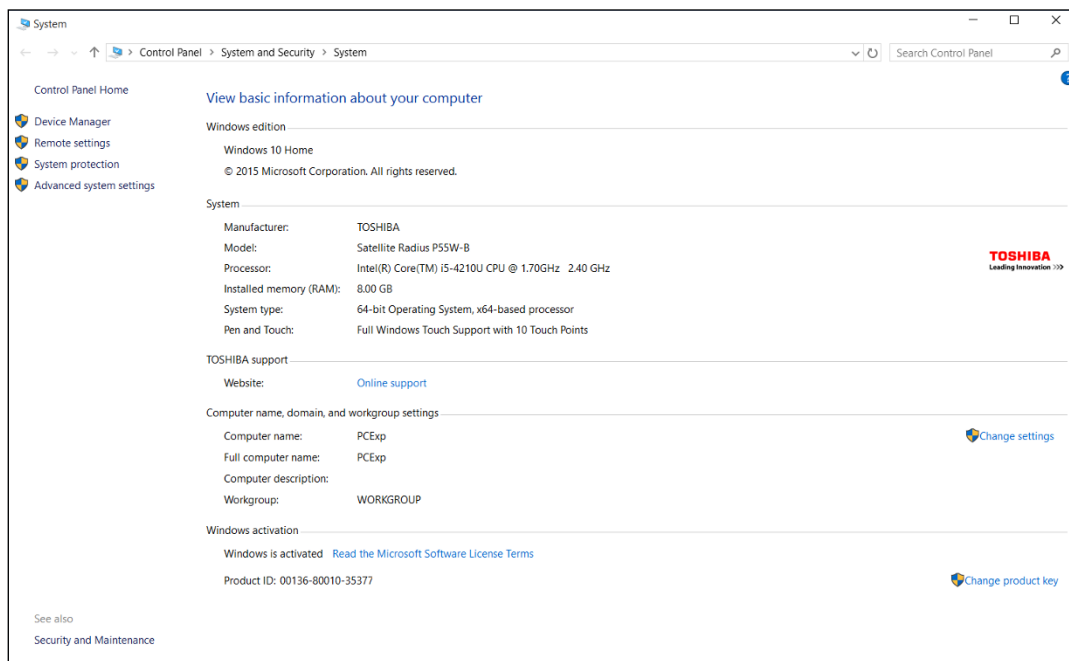 System
Control Panel > System and Security > System
Search Control Panel
Control Panel Home
Device Manager
Remote settings
System protection
Advanced system settings
View basic information about your computer
Windows edition
Windows 10 Home
© 2015 Microsoft Corporation. All rights reserved.
System
Manufacturer: TOSHIBA
Model: Satellite Radius P55W-B
Processor: Intel(R) Core(TM) i5-4210U CPU @ 1.70GHz 2.40 GHz
Installed memory (RAM): 8.00 GB
System type: 64-bit Operating System, x64-based processor
Pen and Touch: Full Windows Touch Support with 10 Touch Points
TOSHIBA
Leading Innovation >>>
TOSHIBA support
Website: Online support
Computer name, domain, and workgroup settings
Computer name: PCExp
Change settings
Full computer name: PCExp
Computer description:
Workgroup: WORKGROUP
Windows activation
Windows is activated Read the Microsoft Software License Terms
Product ID: 00136-80010-35377
Change product key
See also
Security and Maintenance